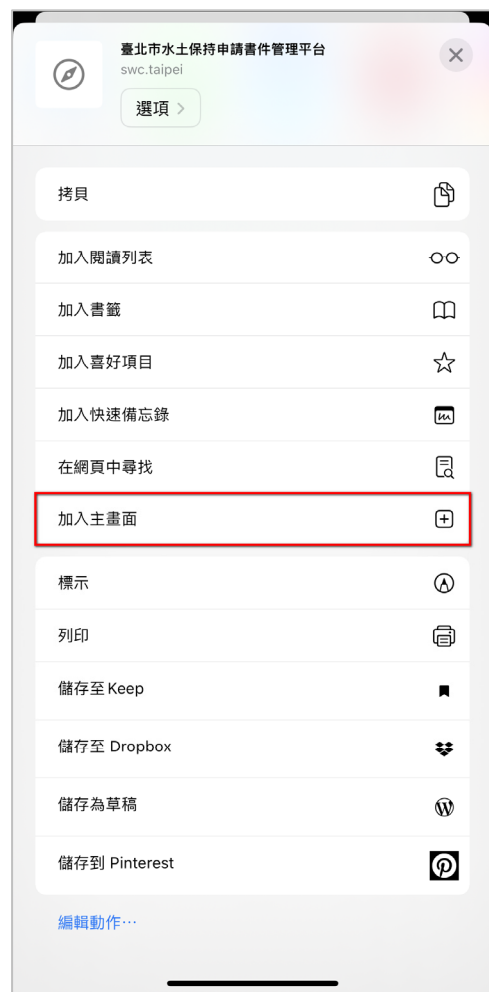 臺北市水土保持申請書件管理平台
swc.taipei
選項
拷貝
加入閱讀列表
加入書籤
加入喜好項目
加入快速備忘錄
在網頁中尋找
加入主畫面
標示
列印
儲存至 Keep
儲存至 Dropbox
儲存為草稿
儲存到 Pinterest
編輯動作⋯